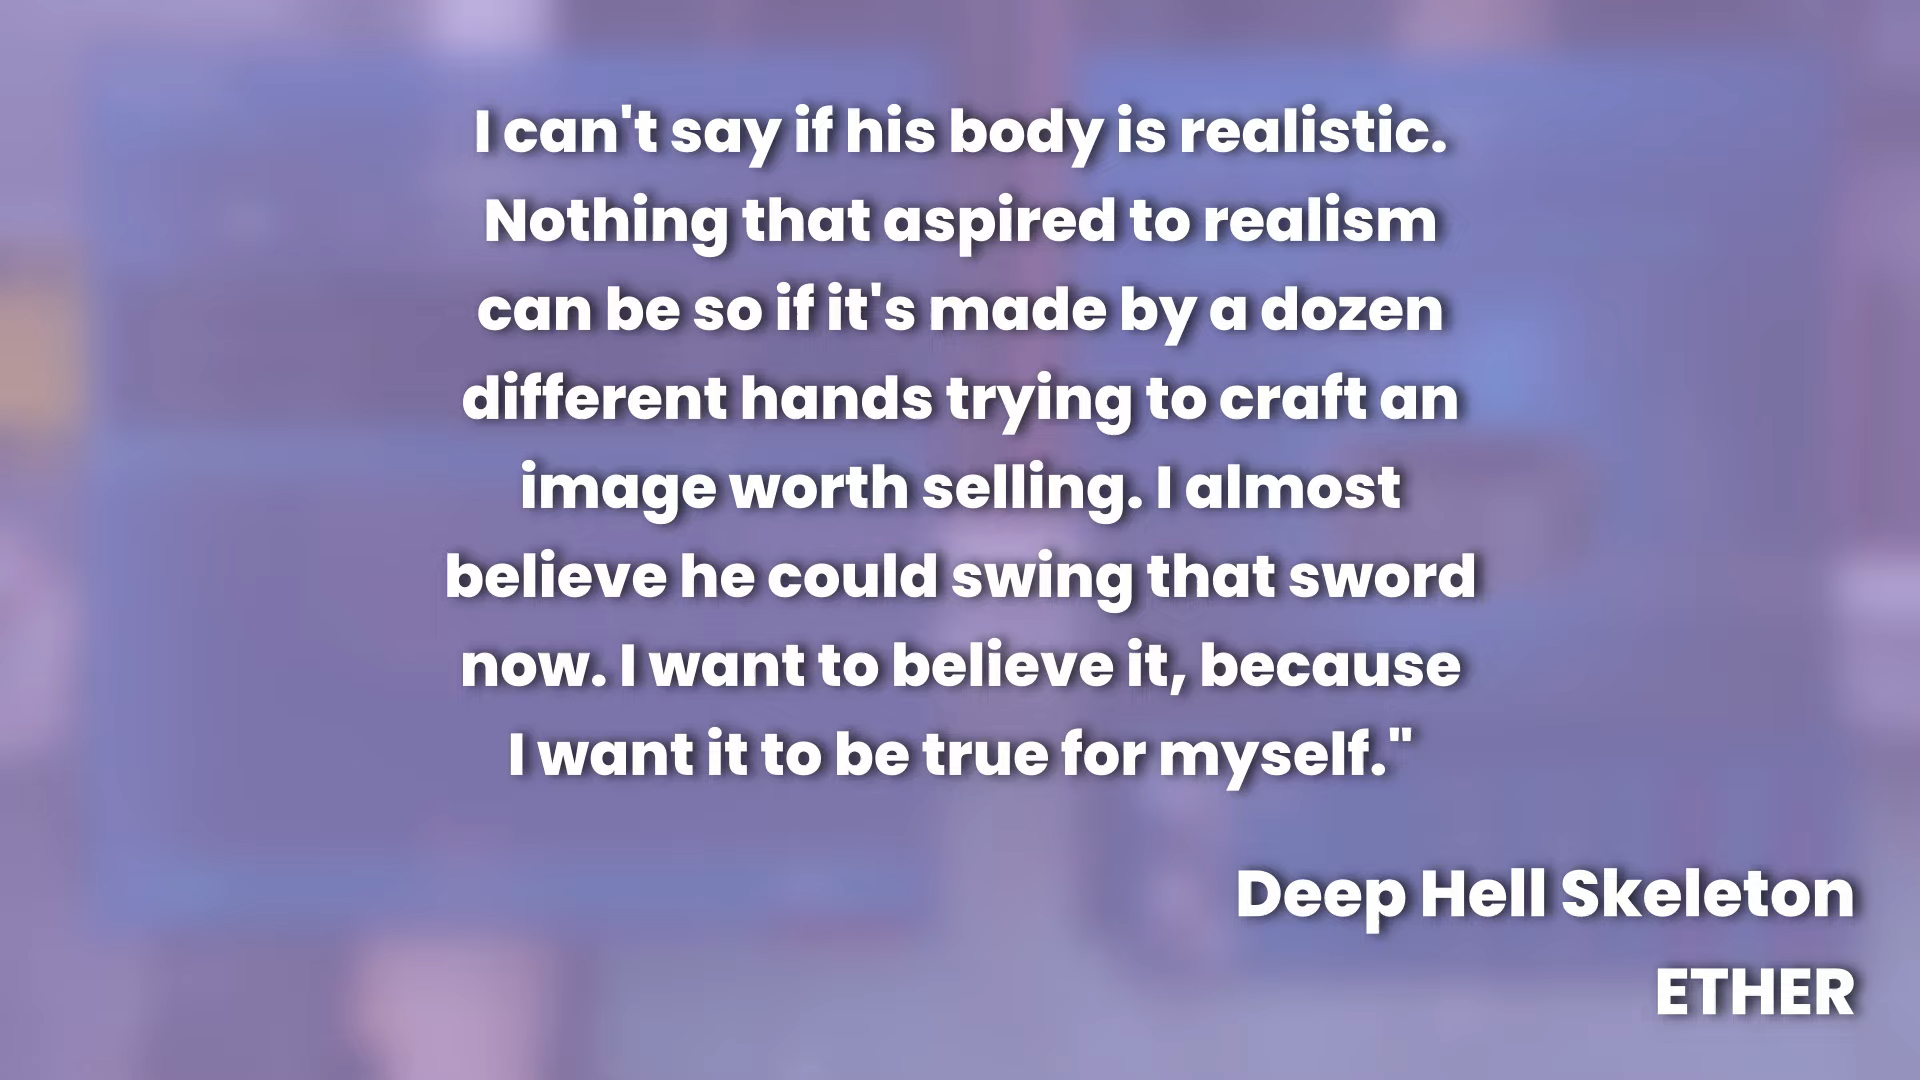 I can't say if his body is realistic.
Nothing that aspired to realism
can be so if it's made by a dozen
different hands trying to craft an
image worth selling. I almost
believe he could swing that sword
now. I want to believe it, because
I want it to be true for myself."
Deep Hell Skeleton
ETHER